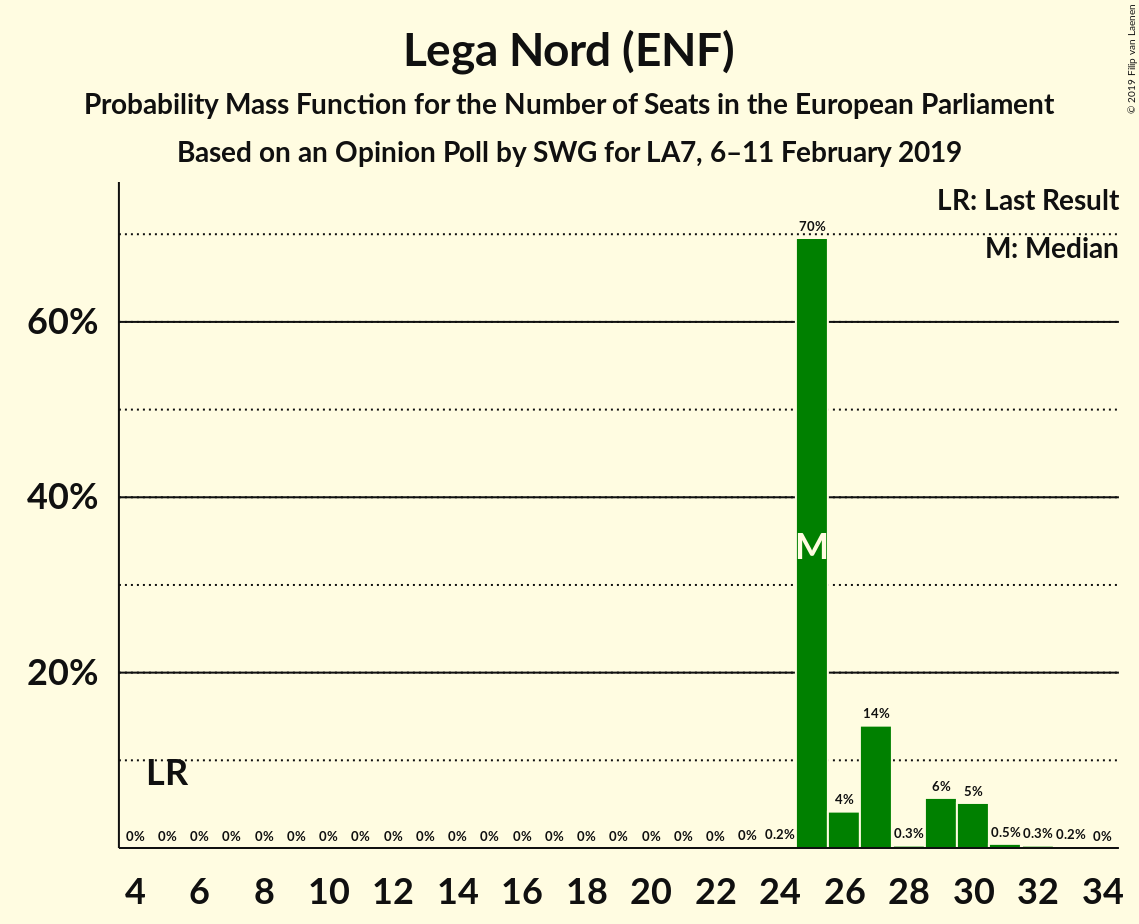 Lega Nord (ENF)
Probability Mass Function for the Number of Seats in the European Parliament
Based on an Opinion Poll by SWG for LA7, 6–11 February 2019
© 2019 Filip van Laenen
LR: Last Result
M: Median
60%
40%
20%
70%
M
14%
LR
0% 0% 0% 0% 0% 0% 0% 0% 0% 0% 0% 0% 0% 0% 0% 0% 0% 0% 0% 0% 0.2% 4% 0.3% 6% 5% 0.5% 0.3% 0.2% 0%
4 6 8 10 12 14 16 18 20 22 24 26 28 30 32 34